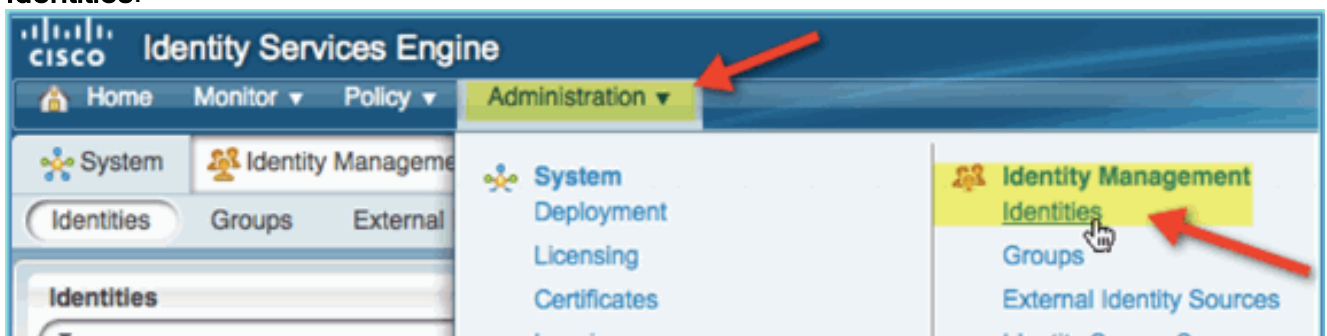 Identities.
CISCO Identity Services Engine
Home Monitor Policy Administration
System Identity Manageme
Identities Groups External
Identities
System
Deployment
Licensing
Certificates
Identity Management
Identities
Groups
External Identity Sources